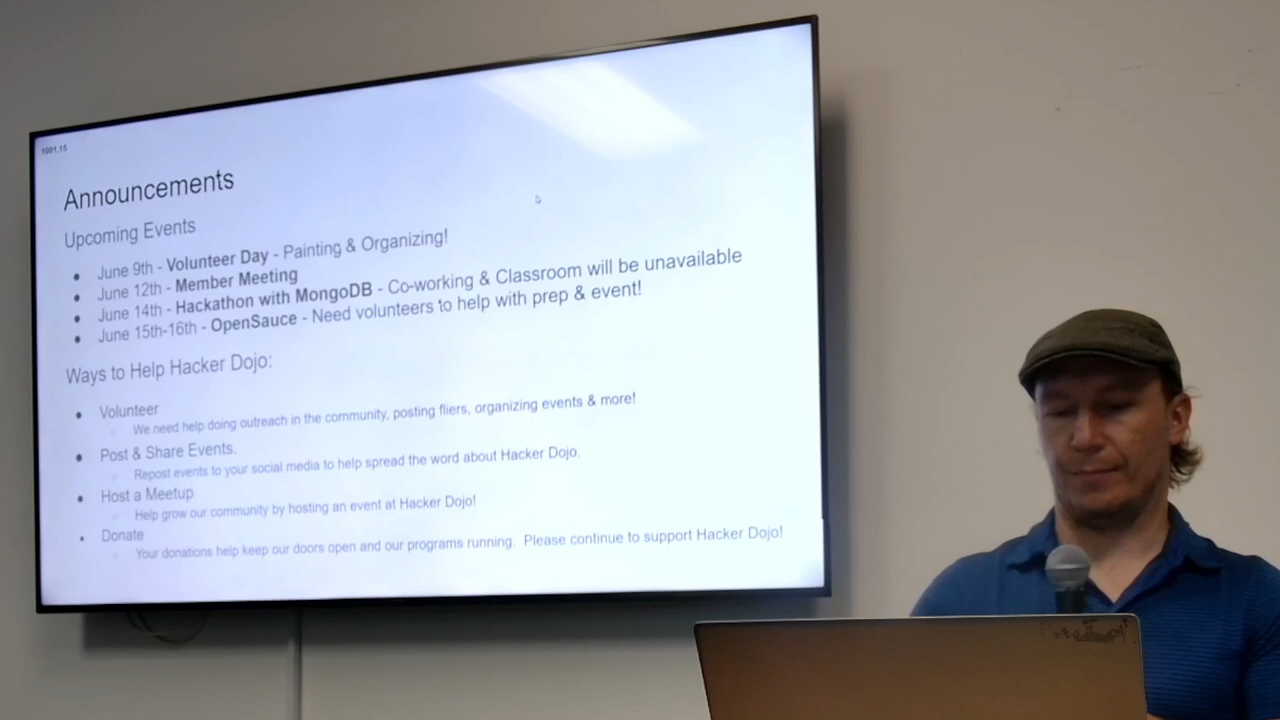 1001.15
Announcements
Upcoming Events
● June 9th - Volunteer Day - Painting & Organizing!
● June 12th - Member Meeting
● June 14th - Hackathon with MongoDB - Co-working & Classroom will be unavailable
● June 15th-16th - OpenSauce - Need volunteers to help with prep & event!
Ways to Help Hacker Dojo:
● Volunteer
○ We need help doing outreach in the community, posting fliers, organizing events & more!
● Post & Share Events.
○ Repost events to your social media to help spread the word about Hacker Dojo.
● Host a Meetup
○ Help grow our community by hosting an event at Hacker Dojo!
● Donate
○ Your donations help keep our doors open and our programs running. Please continue to support Hacker Dojo!